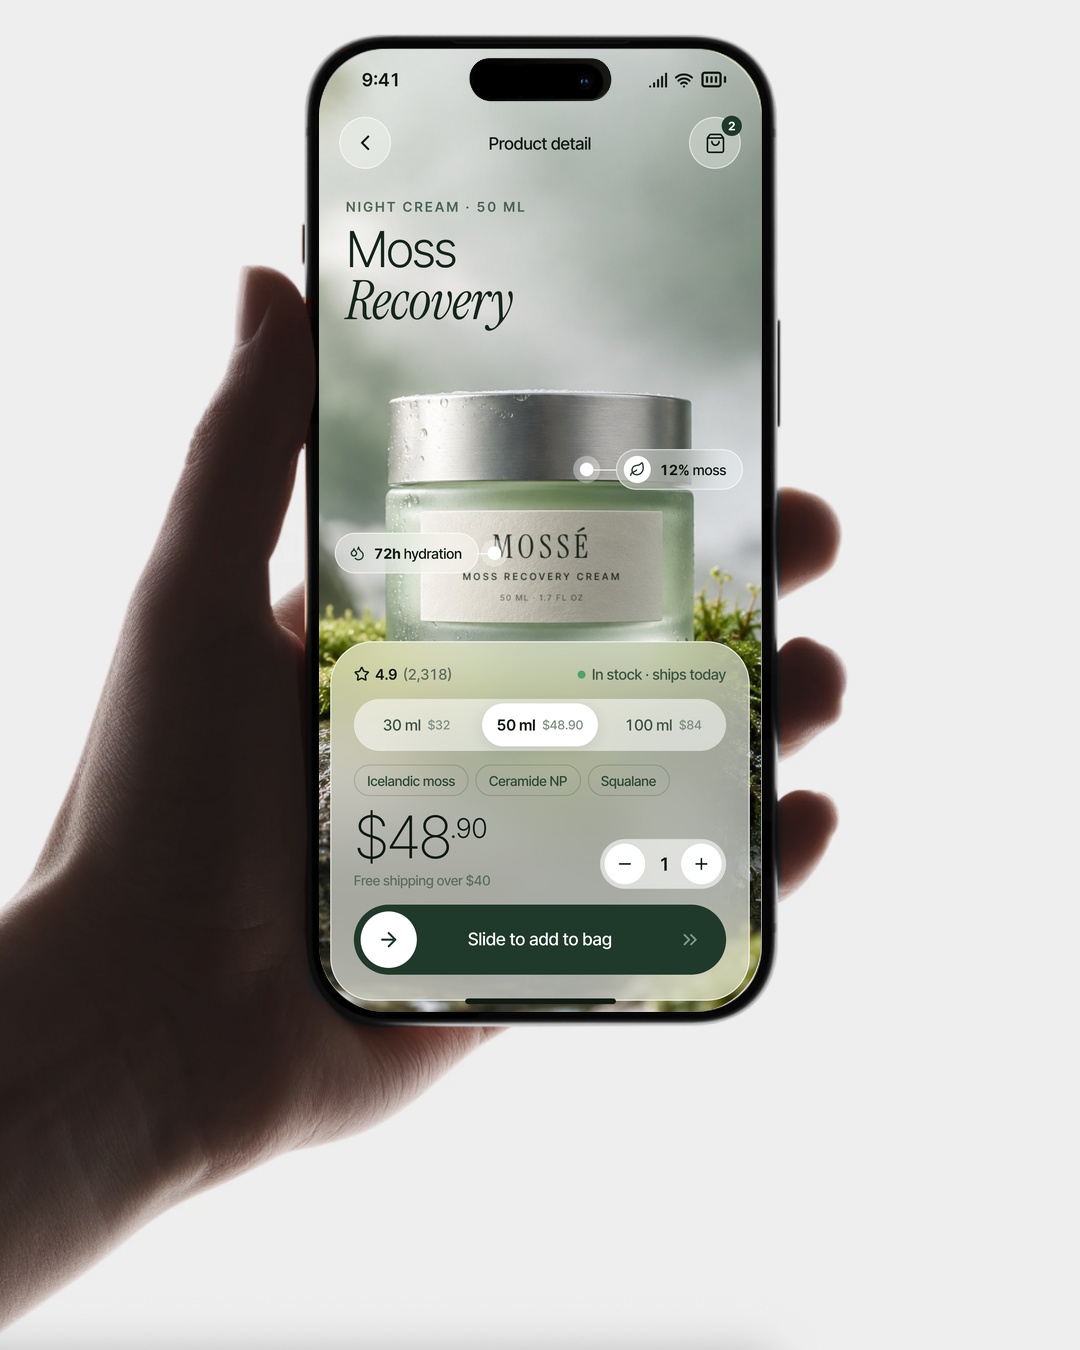 9:41
Product detail
2
NIGHT CREAM · 50 ML
Moss
Recovery
12% moss
72h hydration
MOSSÉ
MOSS RECOVERY CREAM
50 ML · 1.7 FL OZ
4.9 (2,318)
In stock · ships today
30 ml $32
50 ml $48.90
100 ml $84
Icelandic moss
Ceramide NP
Squalane
$48.90
Free shipping over $40
1
Slide to add to bag